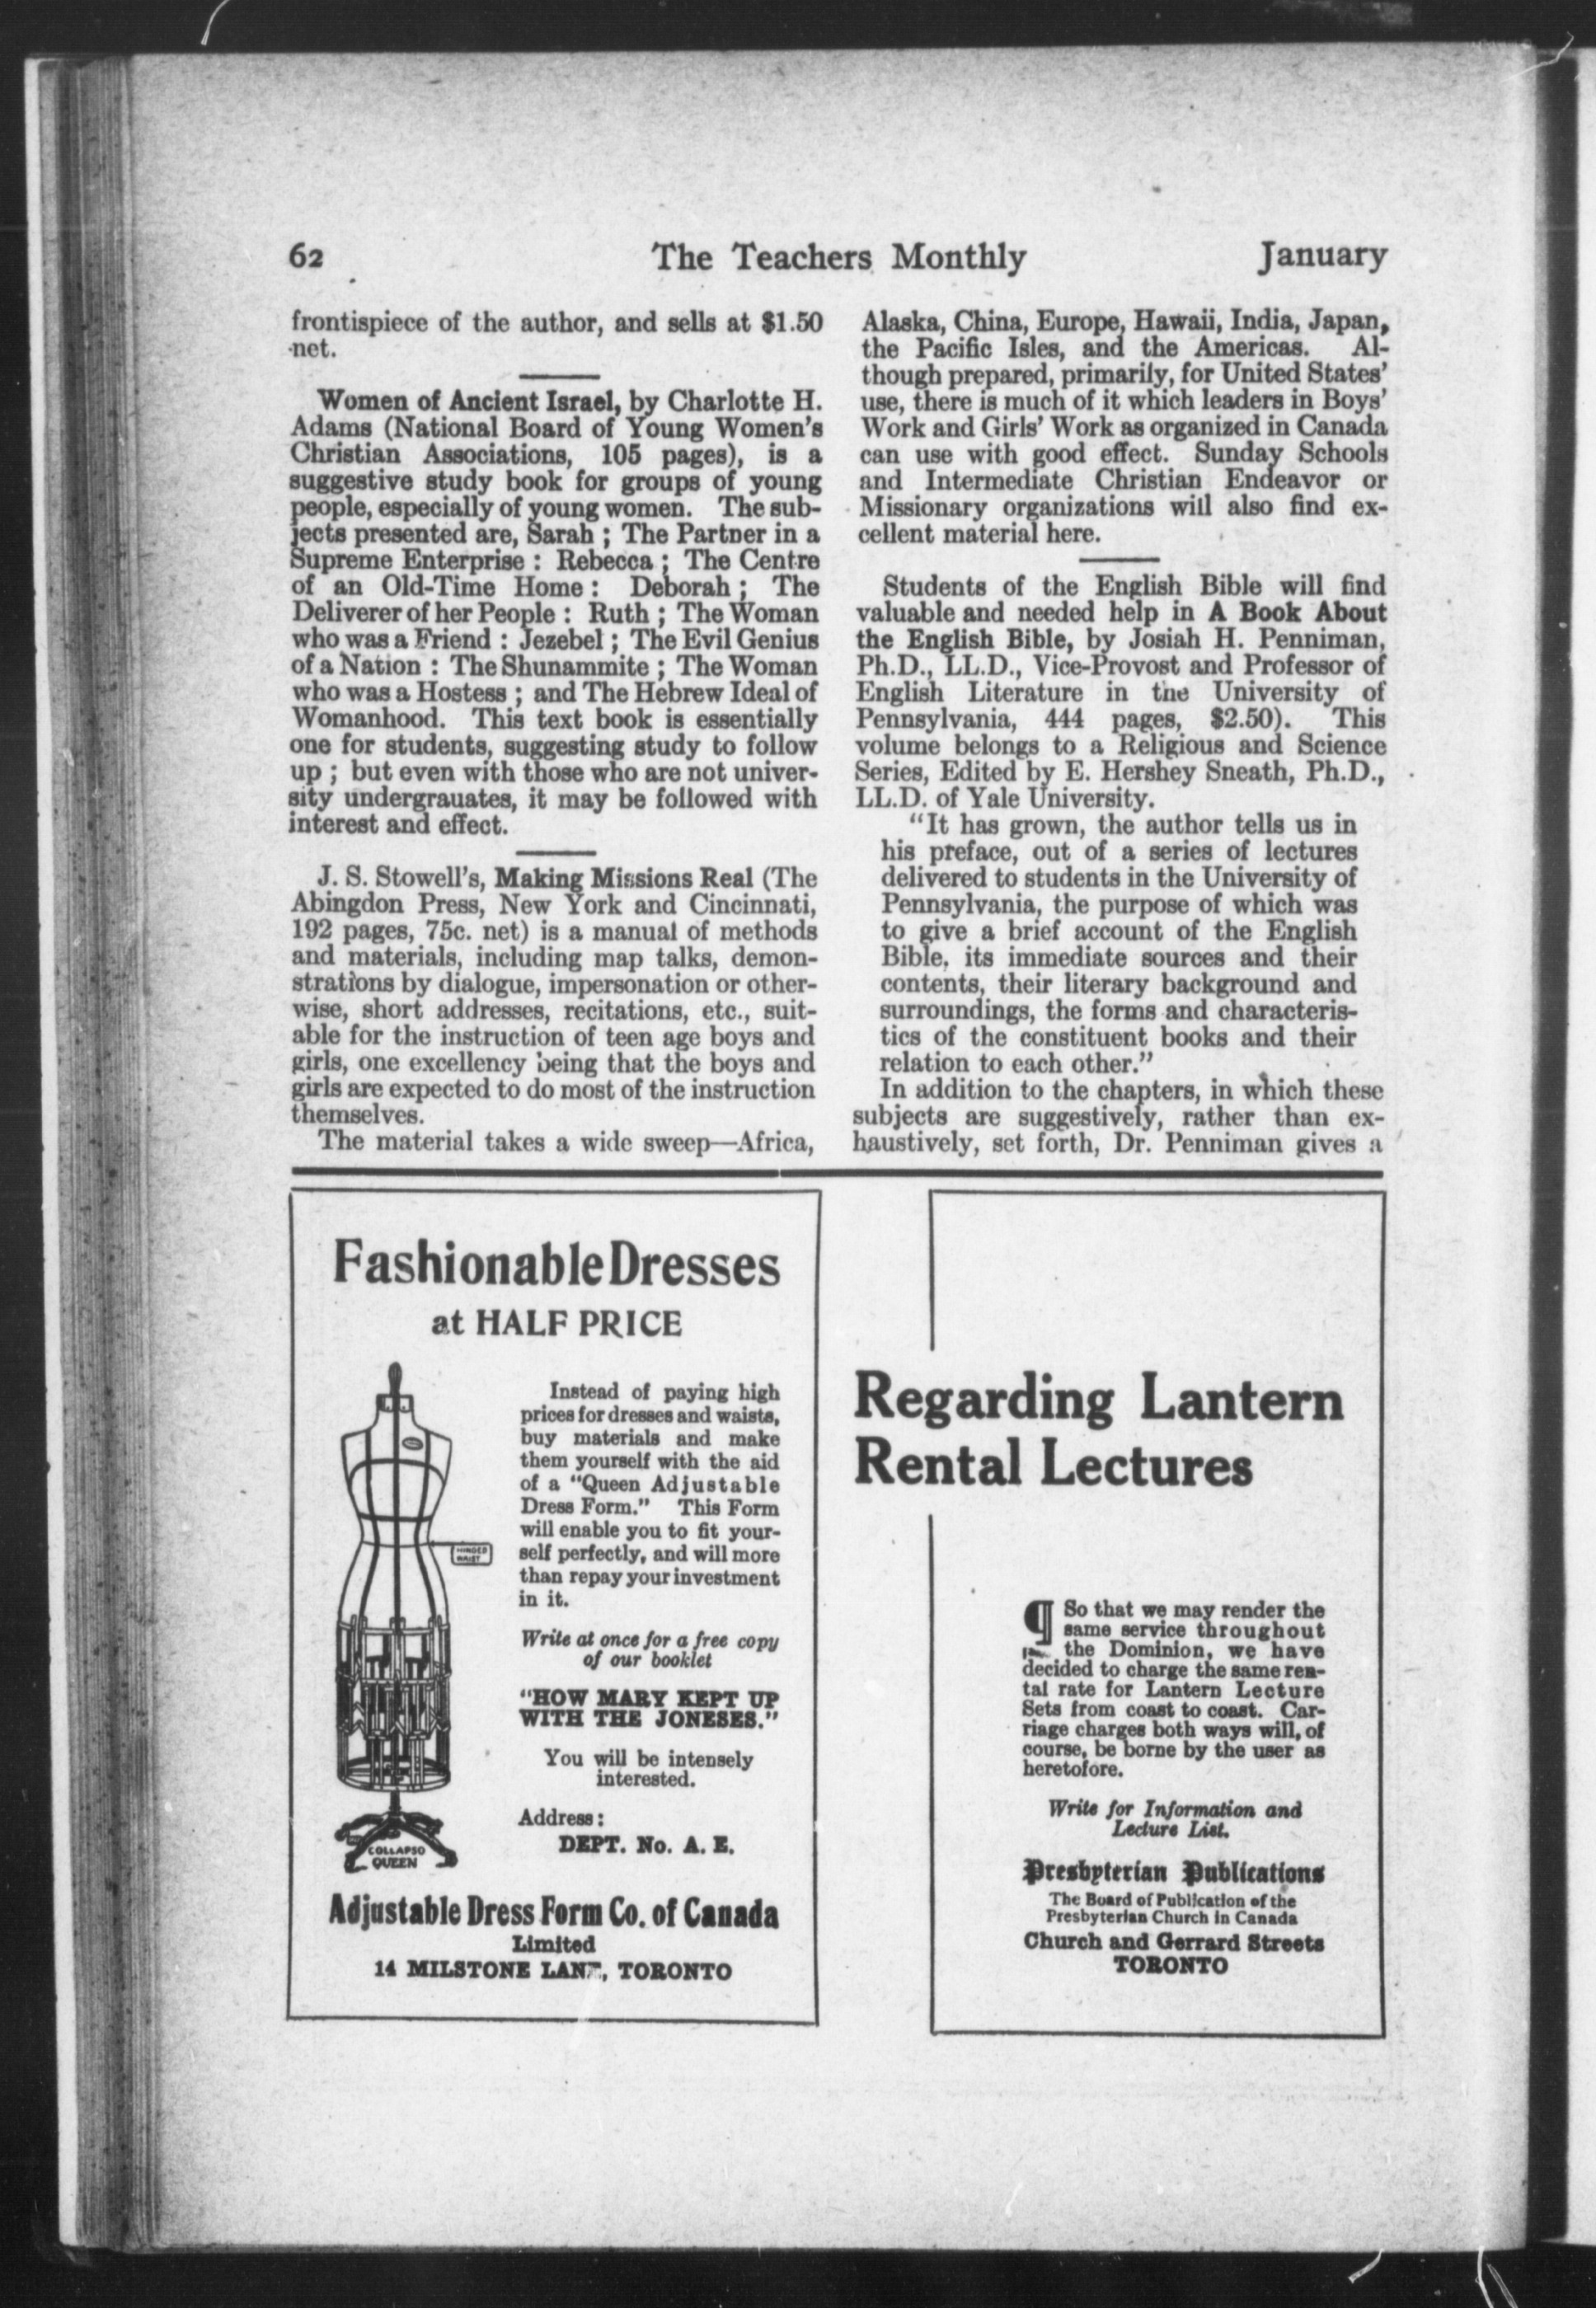 62 The Teachers Monthly January
frontispiece of the author, and sells at $1.50
net.
Women of Ancient Israel, by Charlotte H.
Adams (National Board of Young Women's
Christian Associations, 105 pages), is a
suggestive study book for groups of young
people, especially of young women. The sub-
jects presented are, Sarah ; The Partner in a
Supreme Enterprise : Rebecca ; The Centre
of an Old-Time Home : Deborah ; The
Deliverer of her People : Ruth ; The Woman
who was a Friend : Jezebel ; The Evil Genius
of a Nation : The Shunammite ; The Woman
who was a Hostess ; and The Hebrew Ideal of
Womanhood. This text book is essentially
one for students, suggesting study to follow
up ; but even with those who are not univer-
sity undergrauates, it may be followed with
interest and effect.
J. S. Stowell's, Making Missions Real (The
Abingdon Press, New York and Cincinnati,
192 pages, 75c. net) is a manual of methods
and materials, including map talks, demon-
strations by dialogue, impersonation or other-
wise, short addresses, recitations, etc., suit-
able for the instruction of teen age boys and
girls, one excellency being that the boys and
girls are expected to do most of the instruction
themselves.
The material takes a wide sweep—Africa,
Alaska, China, Europe, Hawaii, India, Japan,
the Pacific Isles, and the Americas. Al-
though prepared, primarily, for United States'
use, there is much of it which leaders in Boys'
Work and Girls' Work as organized in Canada
can use with good effect. Sunday Schools
and Intermediate Christian Endeavor or
Missionary organizations will also find ex-
cellent material here.
Students of the English Bible will find
valuable and needed help in A Book About
the English Bible, by Josiah H. Penniman,
Ph.D., LL.D., Vice-Provost and Professor of
English Literature in the University of
Pennsylvania, 444 pages, $2.50). This
volume belongs to a Religious and Science
Series, Edited by E. Hershey Sneath, Ph.D.,
LL.D. of Yale University.
"It has grown, the author tells us in
his preface, out of a series of lectures
delivered to students in the University of
Pennsylvania, the purpose of which was
to give a brief account of the English
Bible, its immediate sources and their
contents, their literary background and
surroundings, the forms and characteris-
tics of the constituent books and their
relation to each other."
In addition to the chapters, in which these
subjects are suggestively, rather than ex-
haustively, set forth, Dr. Penniman gives a
Fashionable Dresses
at HALF PRICE
Instead of paying high
prices for dresses and waists,
buy materials and make
them yourself with the aid
of a "Queen Adjustable
Dress Form." This Form
will enable you to fit your-
self perfectly, and will more
than repay your investment
in it.
HINGED
WAIST
Write at once for a free copy
of our booklet
"HOW MARY KEPT UP
WITH THE JONESES."
You will be intensely
interested.
Address:
DEPT. No. A. E.
COLLAPSO
QUEEN
Adjustable Dress Form Co. of Canada
Limited
14 MILSTONE LANE, TORONTO
Regarding Lantern
Rental Lectures
¶ So that we may render the
same service throughout
the Dominion, we have
decided to charge the same ren-
tal rate for Lantern Lecture
Sets from coast to coast. Car-
riage charges both ways will, of
course, be borne by the user as
heretofore.
Write for Information and
Lecture List.
Presbyterian Publications
The Board of Publication of the
Presbyterian Church in Canada
Church and Gerrard Streets
TORONTO